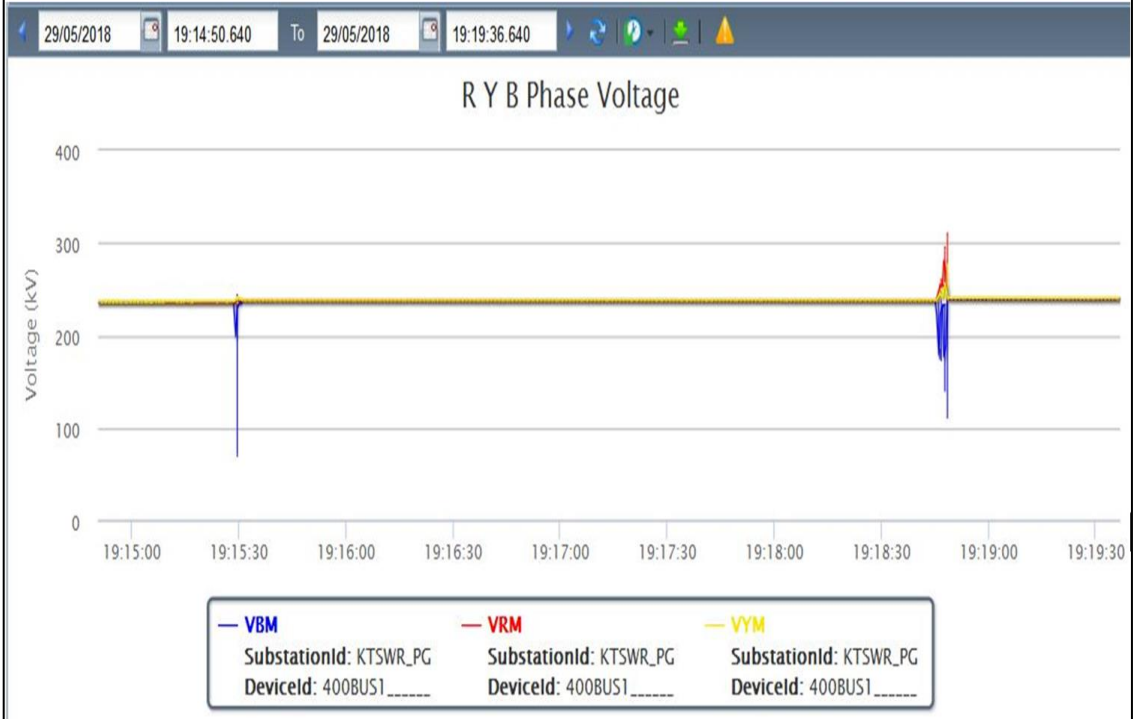 29/05/2018 19:14:50.640 To 29/05/2018 19:19:36.640
R Y B Phase Voltage
Voltage (kV)
400
300
200
100
0
19:15:00 19:15:30 19:16:00 19:16:30 19:17:00 19:17:30 19:18:00 19:18:30 19:19:00 19:19:30
VBM VRM VYM
SubstationId: KTSWR_PG SubstationId: KTSWR_PG SubstationId: KTSWR_PG
DeviceId: 400BUS1______ DeviceId: 400BUS1______ DeviceId: 400BUS1______